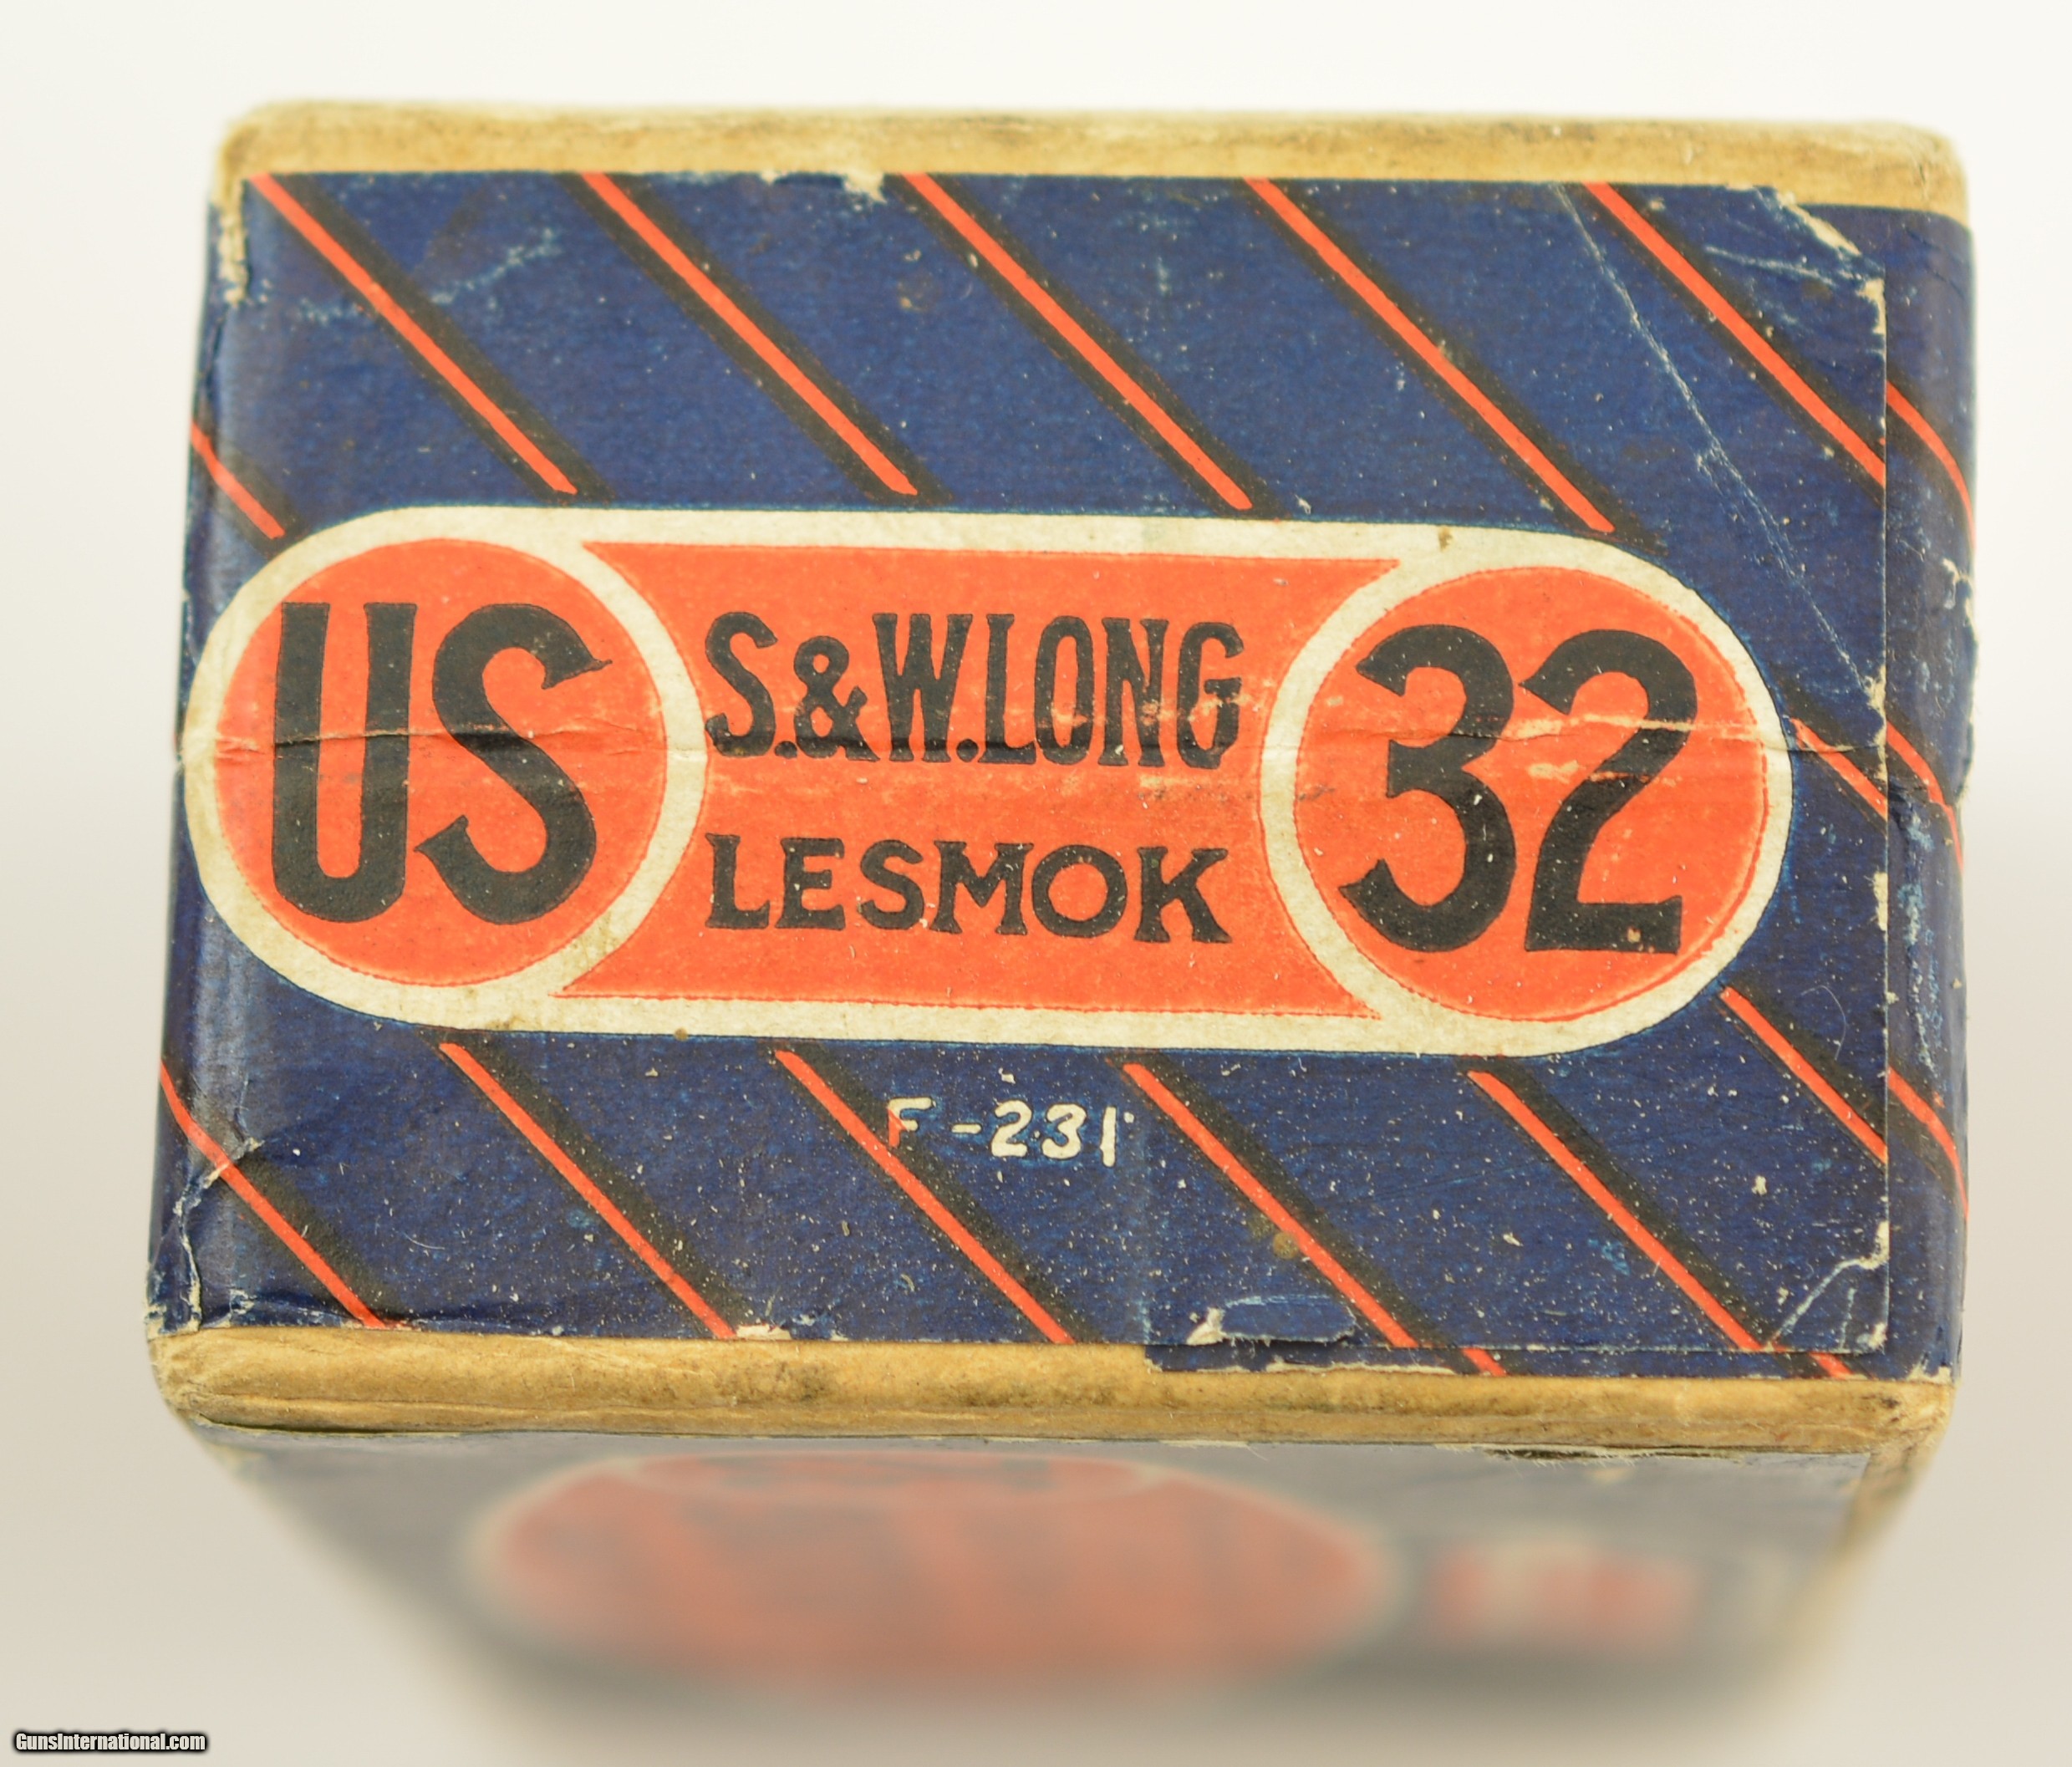 US
S.&W.LONG
LESMOK
32
F-231
GunsInternational.com